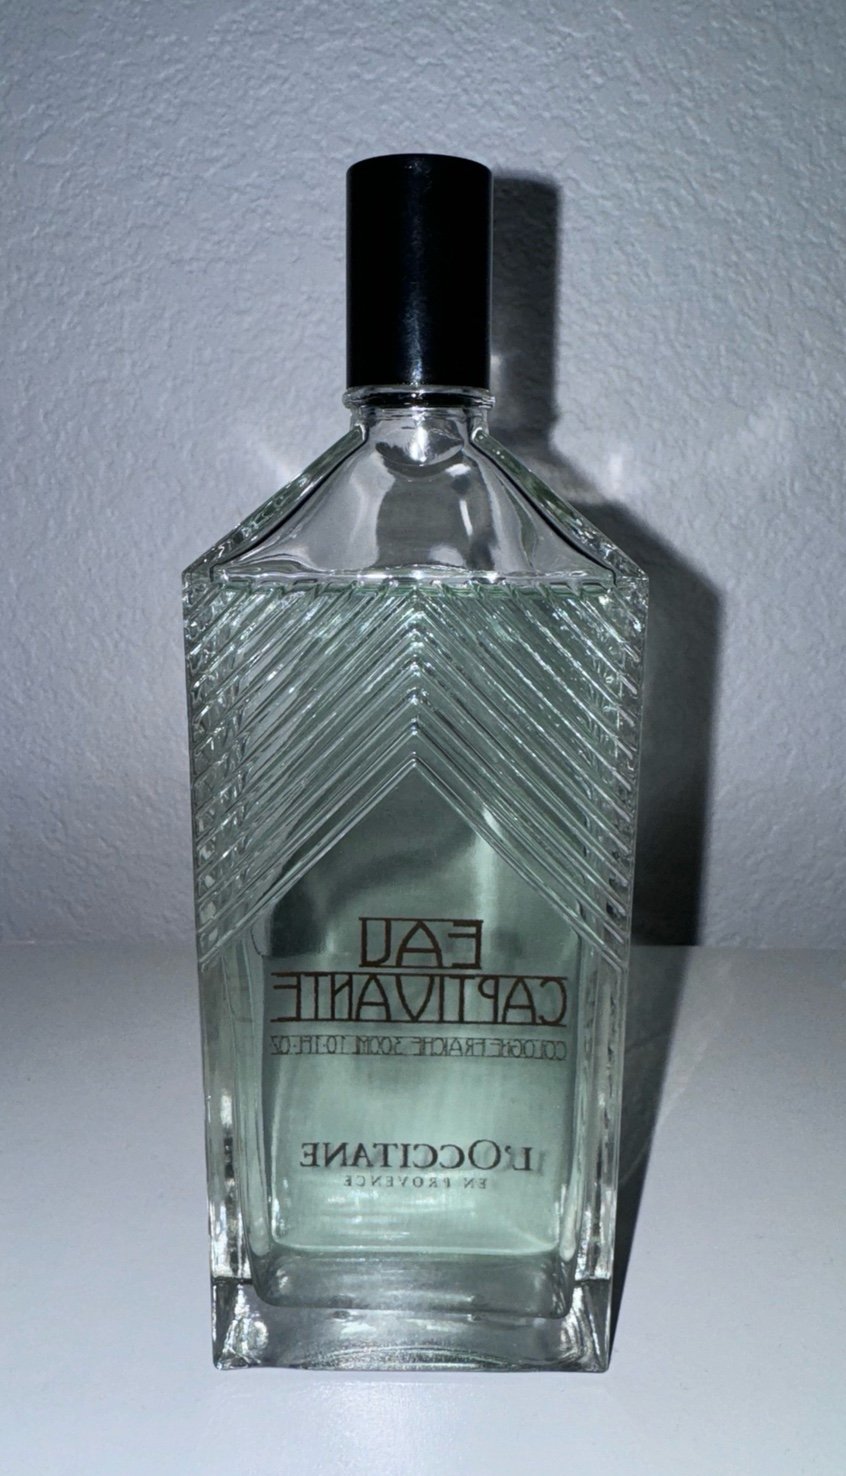 EAU
CAPTIVANTE
COLOGNE FRAICHE 300ML 10.1FL.OZ
L'OCCITANE
EN PROVENCE